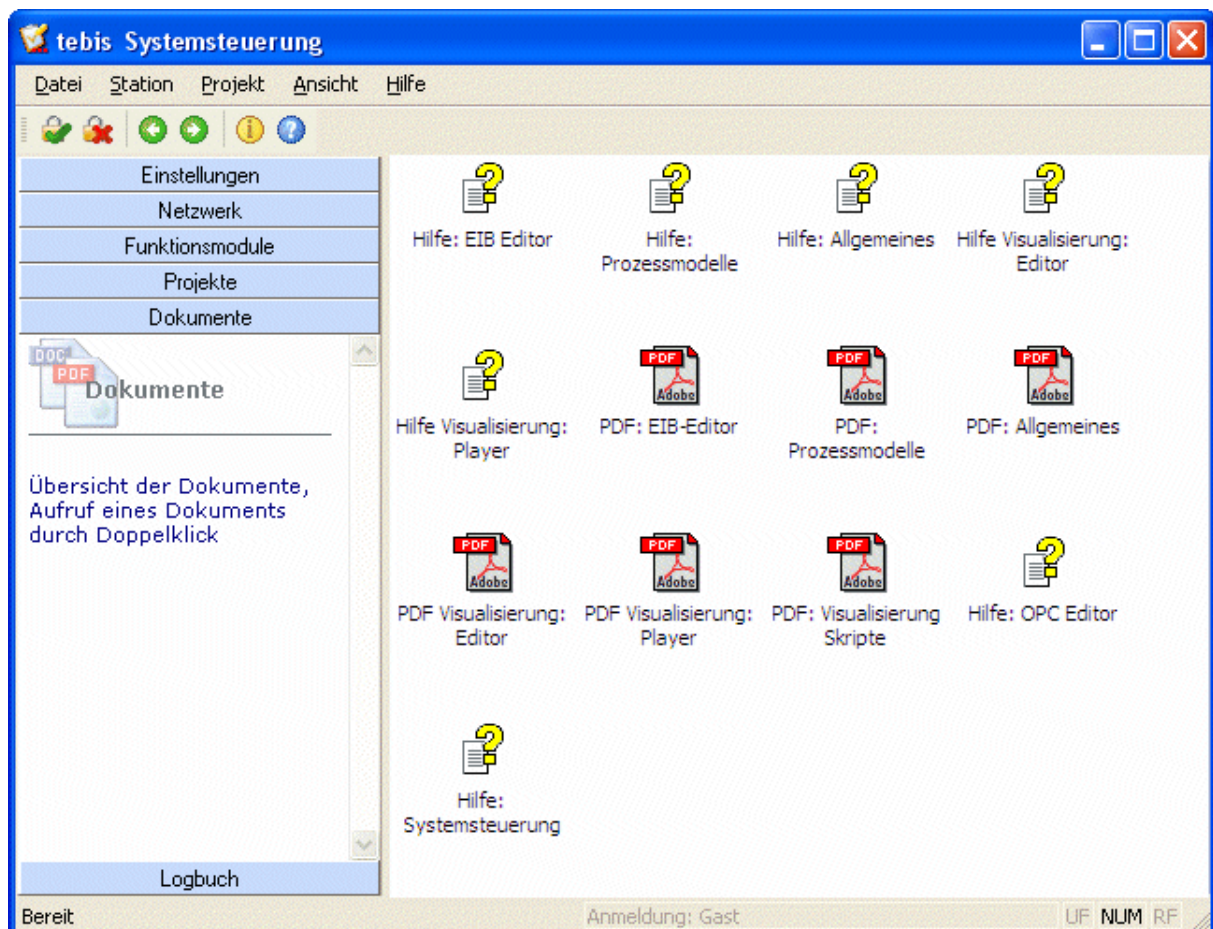 tebis Systemsteuerung
Datei Station Projekt Ansicht Hilfe
Einstellungen
Netzwerk
Funktionsmodule
Projekte
Dokumente
DOC
PDF
Dokumente
Übersicht der Dokumente,
Aufruf eines Dokuments
durch Doppelklick
Logbuch
Hilfe: EIB Editor
Hilfe:
Prozessmodelle
Hilfe: Allgemeines
Hilfe Visualisierung:
Editor
Hilfe Visualisierung:
Player
PDF
Adobe
PDF: EIB-Editor
PDF
Adobe
PDF:
Prozessmodelle
PDF
Adobe
PDF: Allgemeines
PDF
Adobe
PDF Visualisierung:
Editor
PDF
Adobe
PDF Visualisierung:
Player
PDF
Adobe
PDF: Visualisierung
Skripte
Hilfe: OPC Editor
Hilfe:
Systemsteuerung
Bereit
Anmeldung: Gast
UF NUM RF